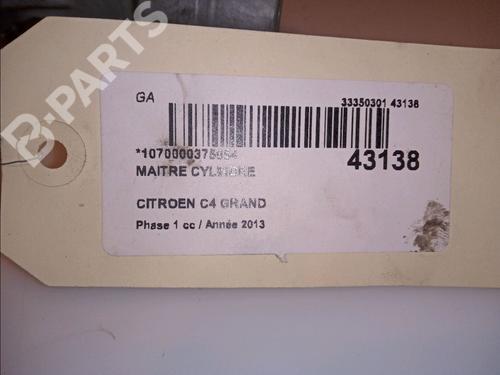 B-PARTS
GA
33350301 43138
*1070000375054
43138
MAITRE CYLINDRE
CITROEN C4 GRAND
Phase 1 cc / Année 2013